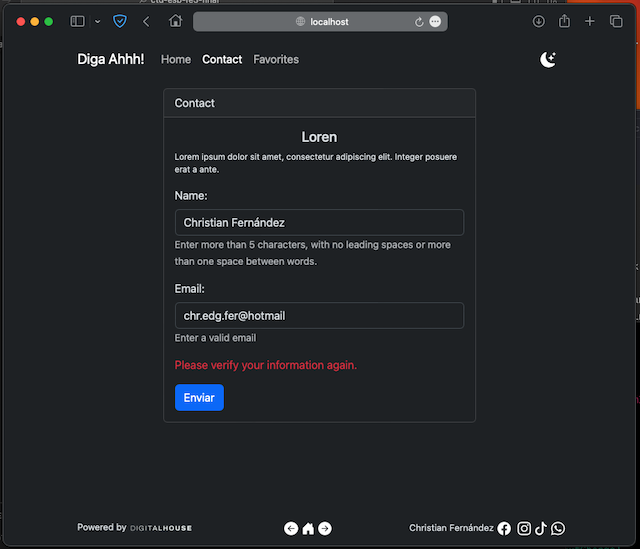 localhost
Diga Ahhh!
Home
Contact
Favorites
Contact
Loren
Lorem ipsum dolor sit amet, consectetur adipiscing elit. Integer posuere
erat a ante.
Name:
Christian Fernández
Enter more than 5 characters, with no leading spaces or more
than one space between words.
Email:
chr.edg.fer@hotmail
Enter a valid email
Please verify your information again.
Enviar
Powered by DIGITALHOUSE
Christian Fernández